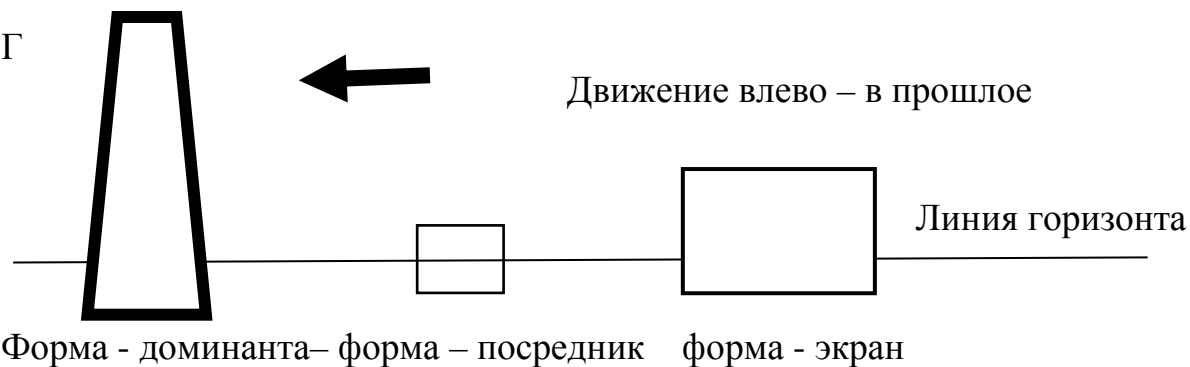 Г
Движение влево – в прошлое
Линия горизонта
Форма - доминанта– форма – посредник форма - экран